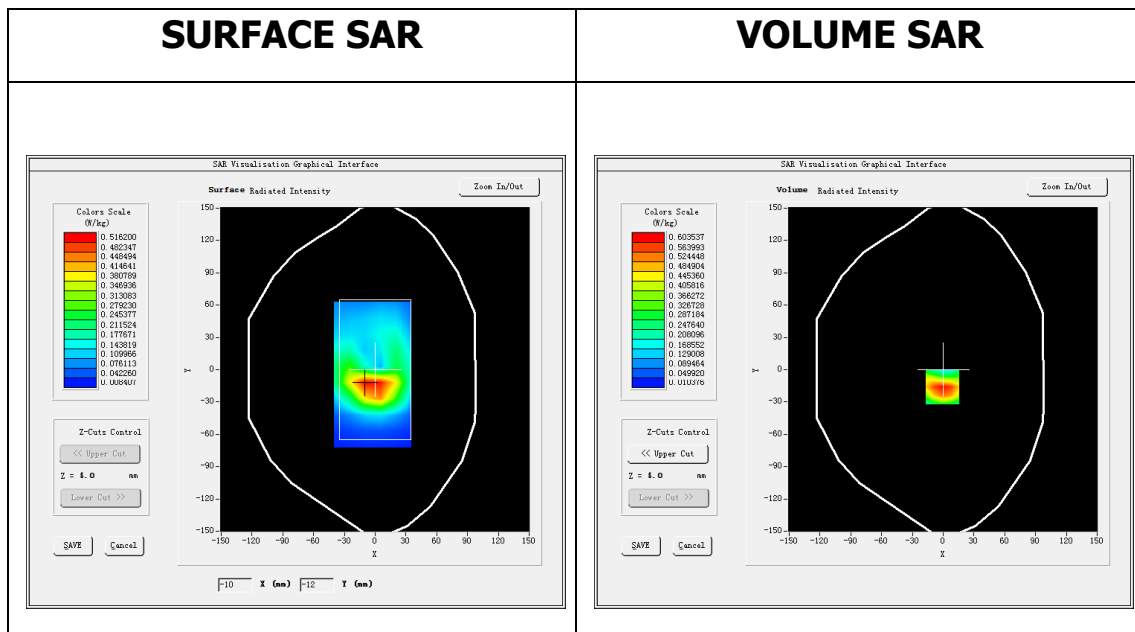 SURFACE SAR
VOLUME SAR
SAR Visualisation Graphical Interface
Surface Radiated Intensity
Zoom In/Out
Colors Scale
(W/kg)
0.516200
0.482347
0.448494
0.414641
0.380789
0.346936
0.313083
0.279230
0.245377
0.211524
0.177671
0.143819
0.109966
0.076113
0.042260
0.008407
150
120
90
60
30
0
-30
-60
-90
-120
-150
Y
-150 -120 -90 -60 -30 0 30 60 90 120 150
X
Z-Cuts Control
<< Upper Cut
Z = 4.0 mm
Lower Cut >>
SAVE Cancel
-10 X (mm) -12 Y (mm)
SAR Visualisation Graphical Interface
Volume Radiated Intensity
Zoom In/Out
Colors Scale
(W/kg)
0.603537
0.563993
0.524448
0.484904
0.445360
0.405816
0.366272
0.326728
0.287184
0.247640
0.208096
0.168552
0.129008
0.089464
0.049920
0.010376
150
120
90
60
30
0
-30
-60
-90
-120
-150
Y
-150 -120 -90 -60 -30 0 30 60 90 120 150
X
Z-Cuts Control
<< Upper Cut
Z = 4.0 mm
Lower Cut >>
SAVE Cancel